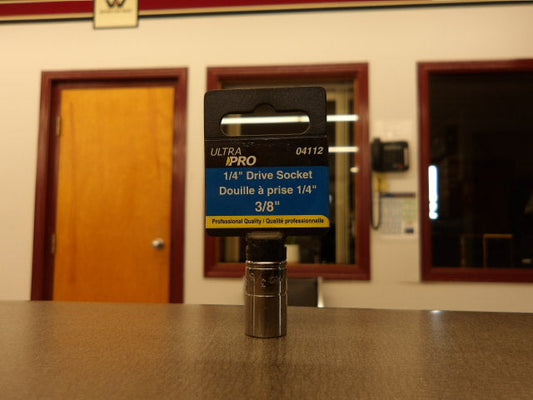 ULTRA
PRO
04112
1/4" Drive Socket
Douille à prise 1/4"
3/8"
Professional Quality / Qualité professionnelle